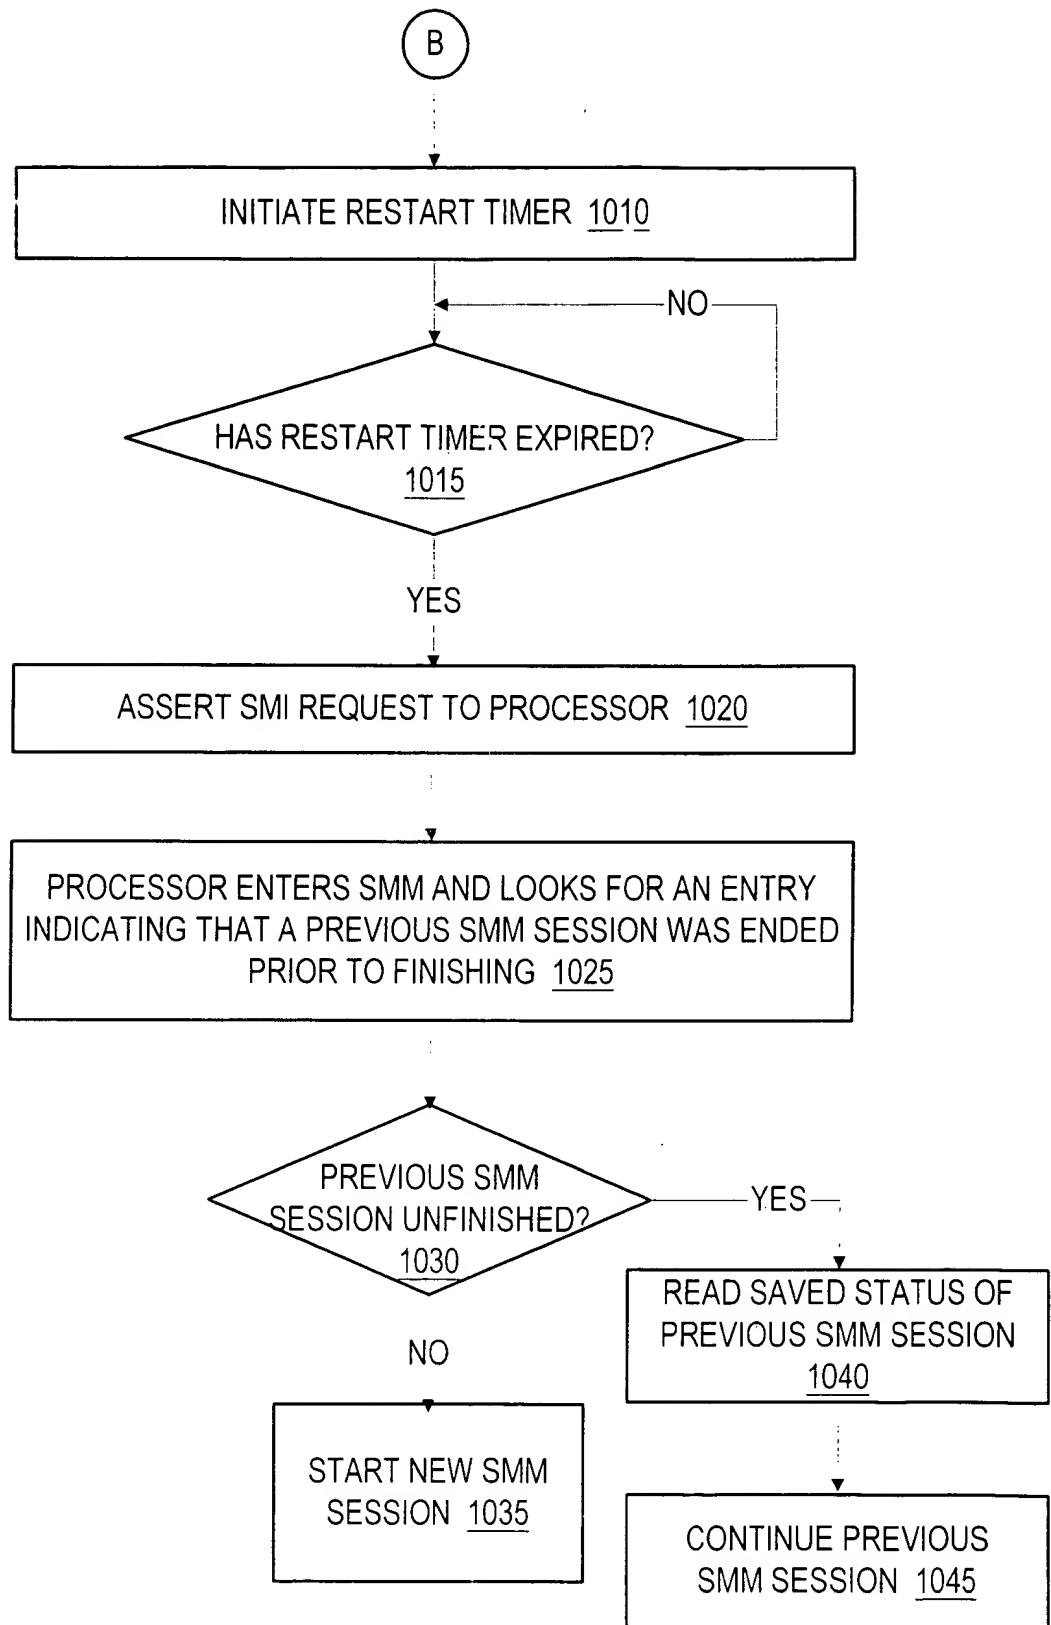 B
INITIATE RESTART TIMER 1010
NO
HAS RESTART TIMER EXPIRED?
1015
YES
ASSERT SMI REQUEST TO PROCESSOR 1020
PROCESSOR ENTERS SMM AND LOOKS FOR AN ENTRY
INDICATING THAT A PREVIOUS SMM SESSION WAS ENDED
PRIOR TO FINISHING 1025
PREVIOUS SMM
SESSION UNFINISHED?
1030
YES
READ SAVED STATUS OF
PREVIOUS SMM SESSION
1040
NO
START NEW SMM
SESSION 1035
CONTINUE PREVIOUS
SMM SESSION 1045